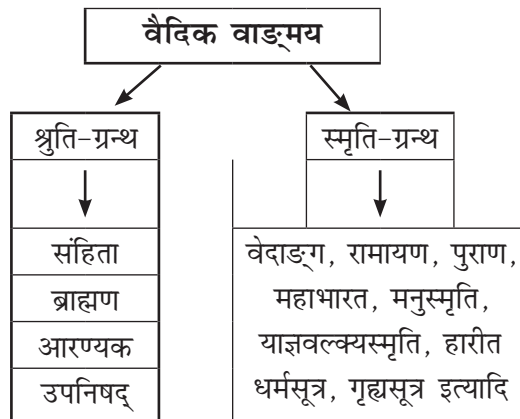 वैदिक वाङ्मय
श्रुति-ग्रन्थ
स्मृति-ग्रन्थ
संहिता
ब्राह्मण
आरण्यक
उपनिषद्
वेदाङ्ग, रामायण, पुराण,
महाभारत, मनुस्मृति,
याज्ञवल्क्यस्मृति, हारीत
धर्मसूत्र, गृह्यसूत्र इत्यादि